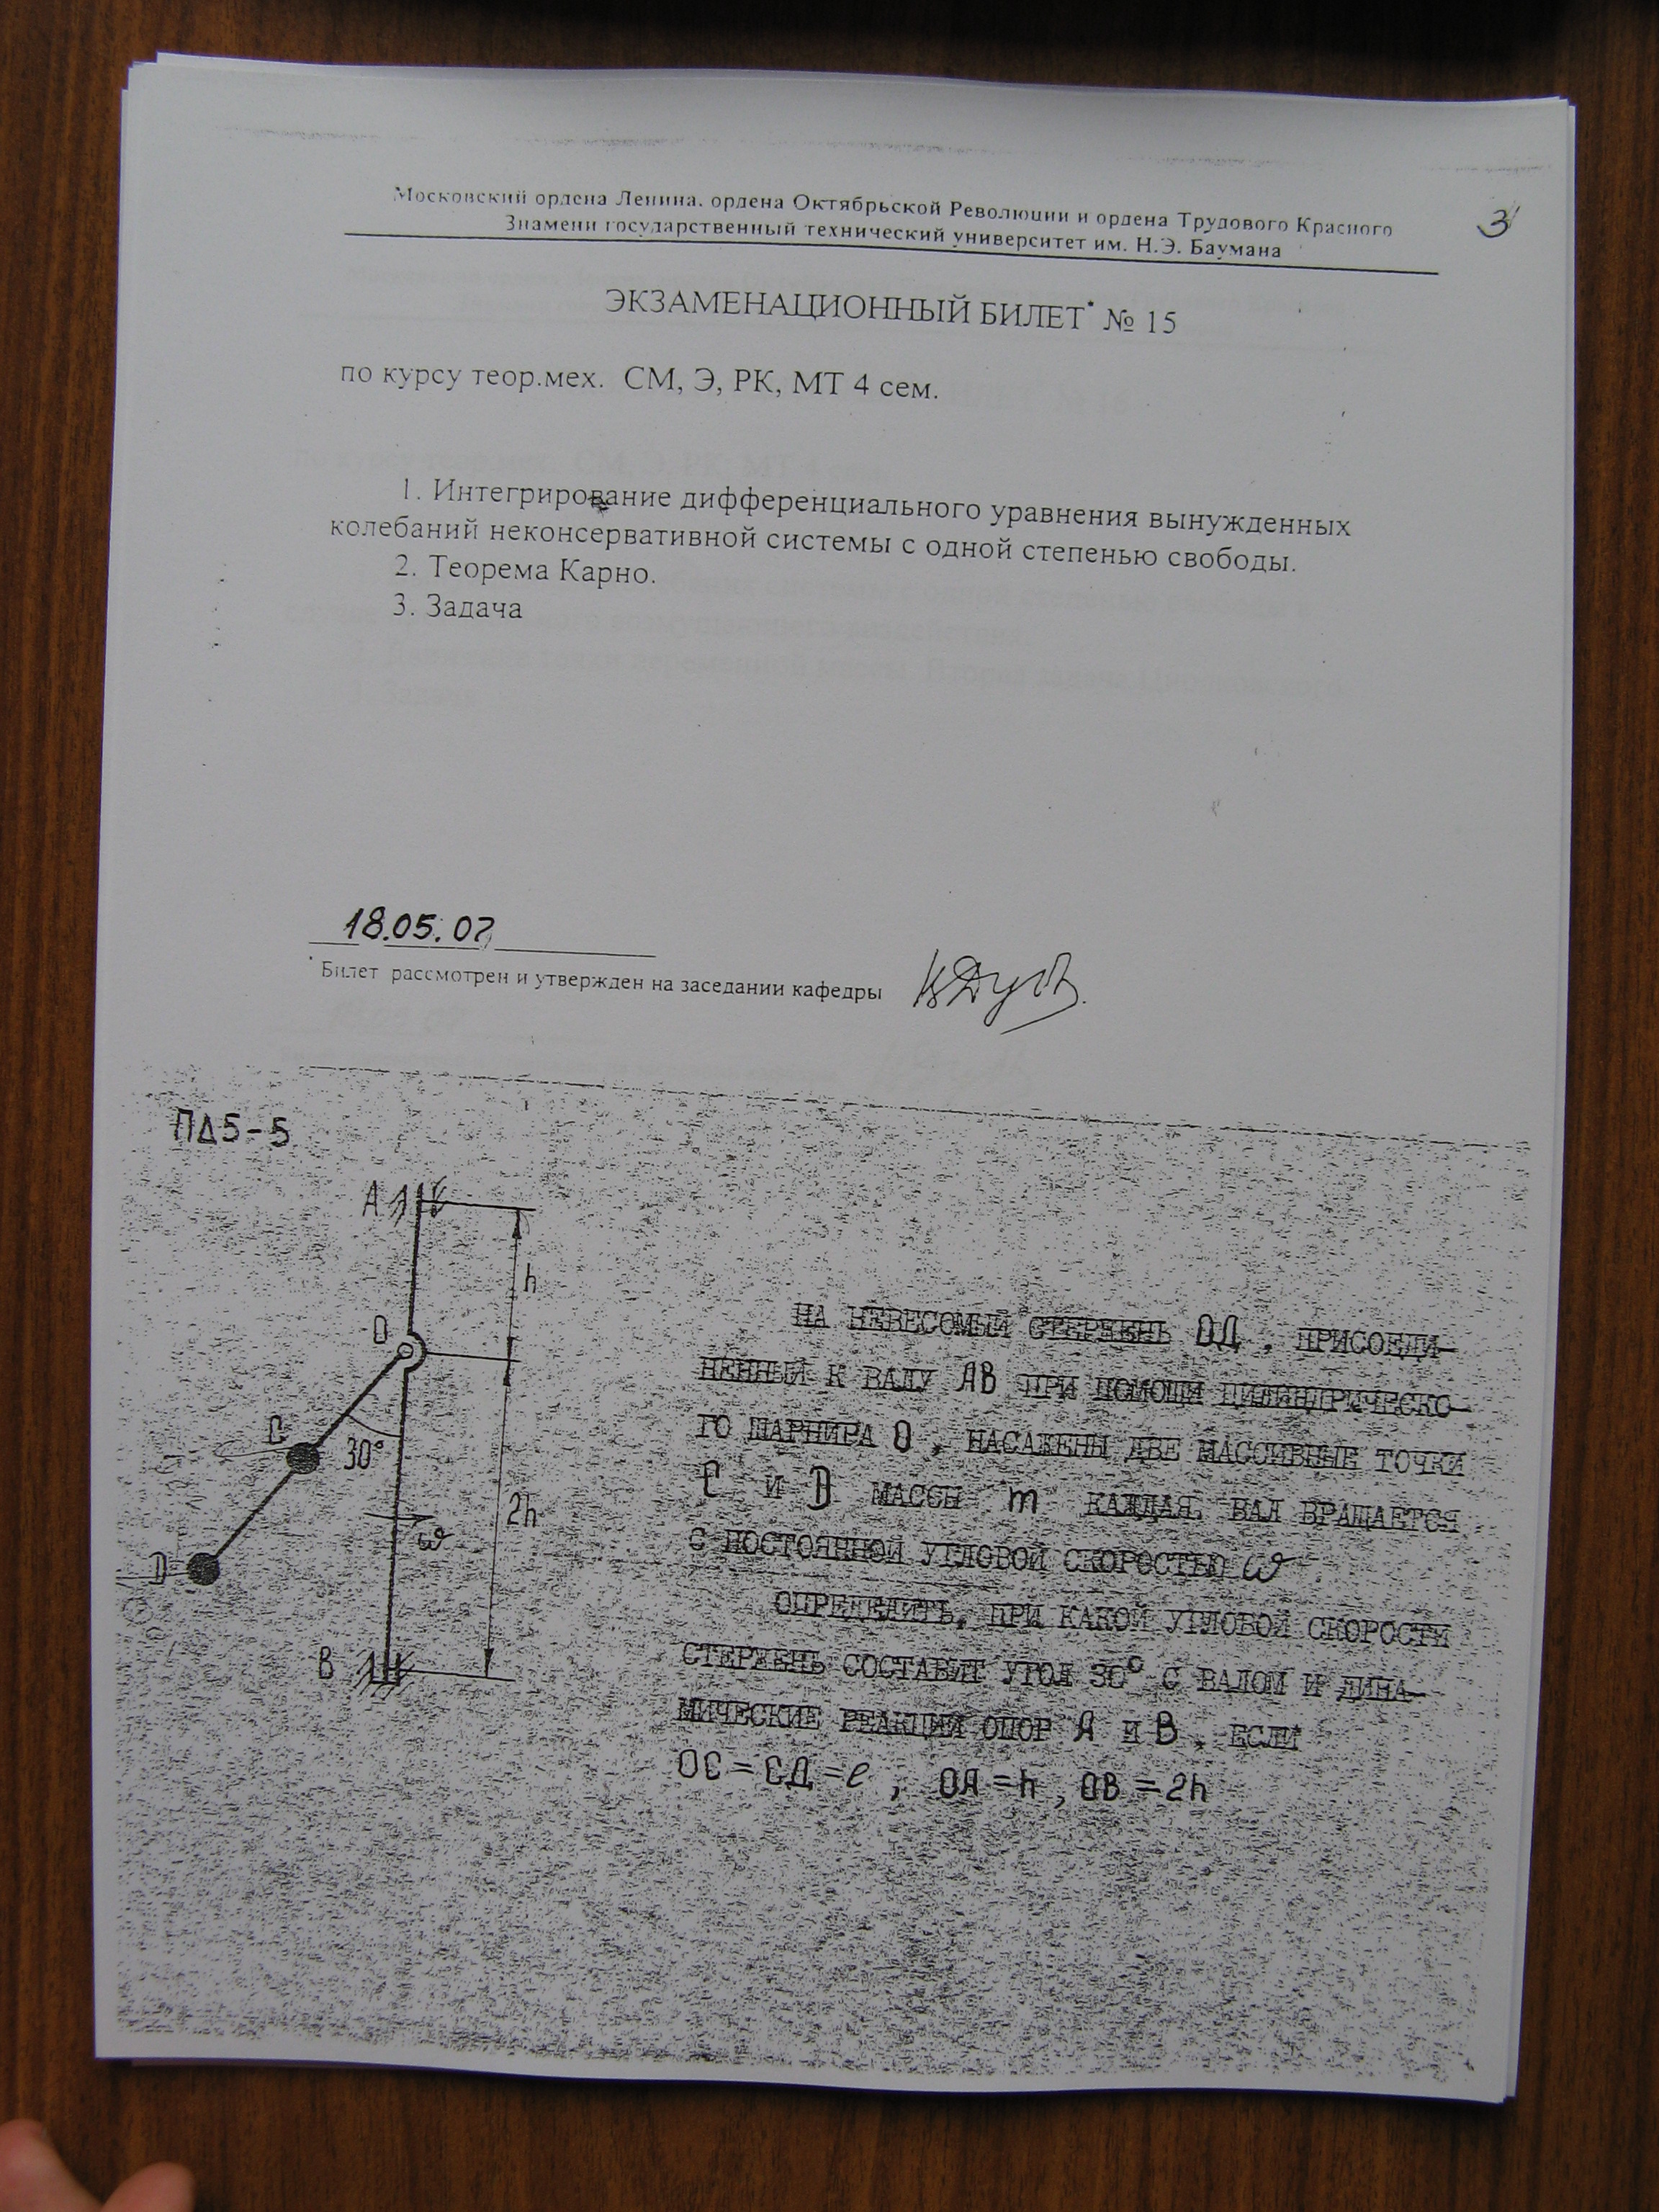 Московский ордена Ленина, ордена Октябрьской Революции и ордена Трудового Красного
Знамени государственный технический университет им. Н.Э. Баумана
3
ЭКЗАМЕНАЦИОННЫЙ БИЛЕТ* № 15
по курсу теор.мех. СМ, Э, РК, МТ 4 сем.
1. Интегрирование дифференциального уравнения вынужденных
колебаний неконсервативной системы с одной степенью свободы.
2. Теорема Карно.
3. Задача
18.05.07
* Билет рассмотрен и утвержден на заседании кафедры
ПД5-5
A
h
O
C
30°
2h
ω
D
B
НА НЕВЕСОМЫЙ СТЕРЖЕНЬ ОД, ПРИСОЕДИ-
НЕННЫЙ К ВАЛУ АВ ПРИ ПОМОЩИ ЦИЛИНДРИЧЕСКО-
ГО ШАРНИРА О, НАСАЖЕНЫ ДВЕ МАССИВНЫЕ ТОЧКИ
C И D МАССЫ m КАЖДАЯ. ВАЛ ВРАЩАЕТСЯ
С ПОСТОЯННОЙ УГЛОВОЙ СКОРОСТЬЮ ω
ОПРЕДЕЛИТЬ, ПРИ КАКОЙ УГЛОВОЙ СКОРОСТИ
СТЕРЖЕНЬ СОСТАВИТ УГОЛ 30° С ВАЛОМ И ДИНА-
МИЧЕСКИЕ РЕАКЦИИ ОПОР А И В, ЕСЛИ
ОС = СД = ℓ, ОА = h, ОВ = 2h